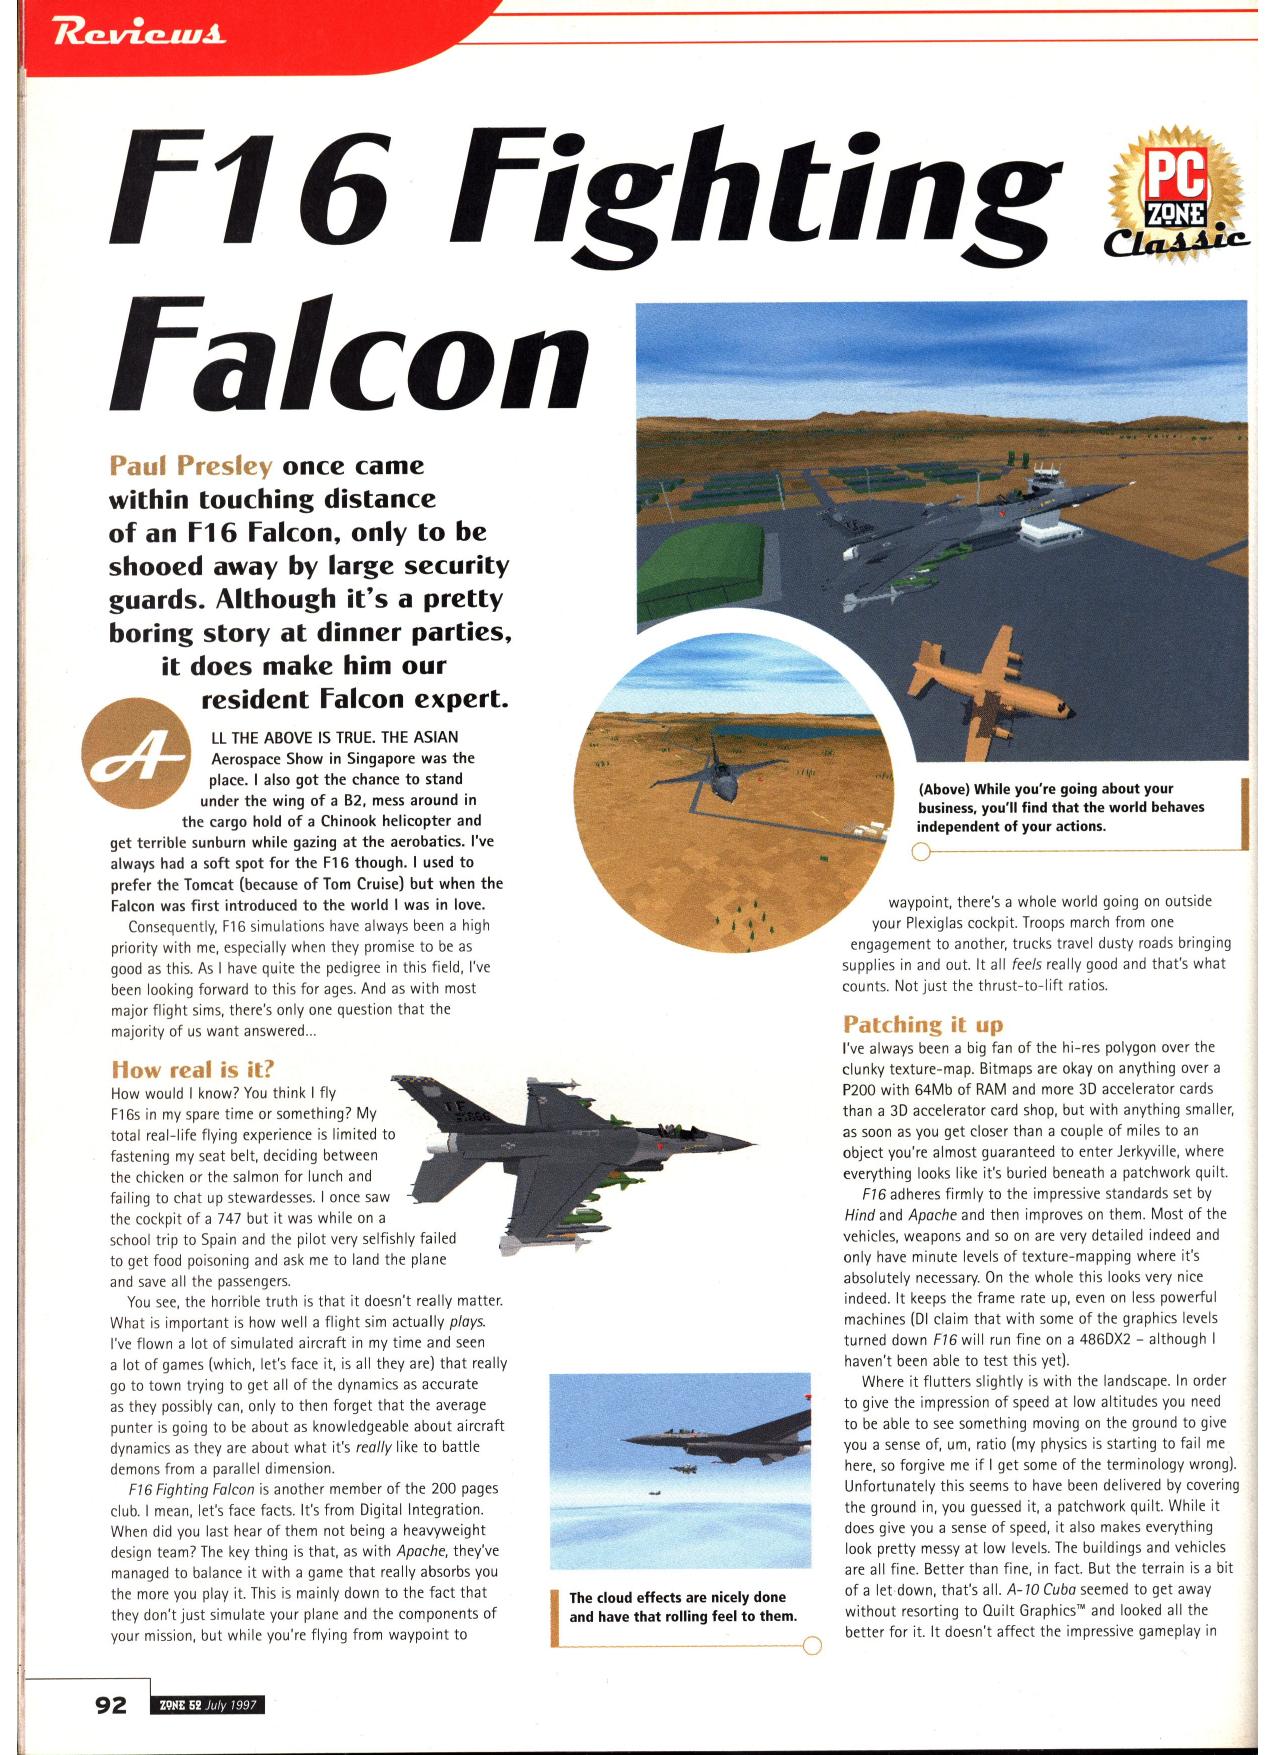 Reviews
F16 Fighting
Falcon
PC
ZONE
Classic
Paul Presley once came
within touching distance
of an F16 Falcon, only to be
shooed away by large security
guards. Although it's a pretty
boring story at dinner parties,
it does make him our
resident Falcon expert.
A
LL THE ABOVE IS TRUE. THE ASIAN
Aerospace Show in Singapore was the
place. I also got the chance to stand
under the wing of a B2, mess around in
the cargo hold of a Chinook helicopter and
get terrible sunburn while gazing at the aerobatics. I've
always had a soft spot for the F16 though. I used to
prefer the Tomcat (because of Tom Cruise) but when the
Falcon was first introduced to the world I was in love.
Consequently, F16 simulations have always been a high
priority with me, especially when they promise to be as
good as this. As I have quite the pedigree in this field, I've
been looking forward to this for ages. And as with most
major flight sims, there's only one question that the
majority of us want answered...
How real is it?
How would I know? You think I fly
F16s in my spare time or something? My
total real-life flying experience is limited to
fastening my seat belt, deciding between
the chicken or the salmon for lunch and
failing to chat up stewardesses. I once saw
the cockpit of a 747 but it was while on a
school trip to Spain and the pilot very selfishly failed
to get food poisoning and ask me to land the plane
and save all the passengers.
You see, the horrible truth is that it doesn't really matter.
What is important is how well a flight sim actually plays.
I've flown a lot of simulated aircraft in my time and seen
a lot of games (which, let's face it, is all they are) that really
go to town trying to get all of the dynamics as accurate
as they possibly can, only to then forget that the average
punter is going to be about as knowledgeable about aircraft
dynamics as they are about what it's really like to battle
demons from a parallel dimension.
F16 Fighting Falcon is another member of the 200 pages
club. I mean, let's face facts. It's from Digital Integration.
When did you last hear of them not being a heavyweight
design team? The key thing is that, as with Apache, they've
managed to balance it with a game that really absorbs you
the more you play it. This is mainly down to the fact that
they don't just simulate your plane and the components of
your mission, but while you're flying from waypoint to
(Above) While you're going about your
business, you'll find that the world behaves
independent of your actions.
waypoint, there's a whole world going on outside
your Plexiglas cockpit. Troops march from one
engagement to another, trucks travel dusty roads bringing
supplies in and out. It all feels really good and that's what
counts. Not just the thrust-to-lift ratios.
Patching it up
I've always been a big fan of the hi-res polygon over the
clunky texture-map. Bitmaps are okay on anything over a
P200 with 64Mb of RAM and more 3D accelerator cards
than a 3D accelerator card shop, but with anything smaller,
as soon as you get closer than a couple of miles to an
object you're almost guaranteed to enter Jerkyville, where
everything looks like it's buried beneath a patchwork quilt.
F16 adheres firmly to the impressive standards set by
Hind and Apache and then improves on them. Most of the
vehicles, weapons and so on are very detailed indeed and
only have minute levels of texture-mapping where it's
absolutely necessary. On the whole this looks very nice
indeed. It keeps the frame rate up, even on less powerful
machines (DI claim that with some of the graphics levels
turned down F16 will run fine on a 486DX2 – although I
haven't been able to test this yet).
Where it flutters slightly is with the landscape. In order
to give the impression of speed at low altitudes you need
to be able to see something moving on the ground to give
you a sense of, um, ratio (my physics is starting to fail me
here, so forgive me if I get some of the terminology wrong).
Unfortunately this seems to have been delivered by covering
the ground in, you guessed it, a patchwork quilt. While it
does give you a sense of speed, it also makes everything
look pretty messy at low levels. The buildings and vehicles
are all fine. Better than fine, in fact. But the terrain is a bit
of a let down, that's all. A-10 Cuba seemed to get away
without resorting to Quilt Graphics™ and looked all the
better for it. It doesn't affect the impressive gameplay in
The cloud effects are nicely done
and have that rolling feel to them.
92
ZONE 52 July 1997